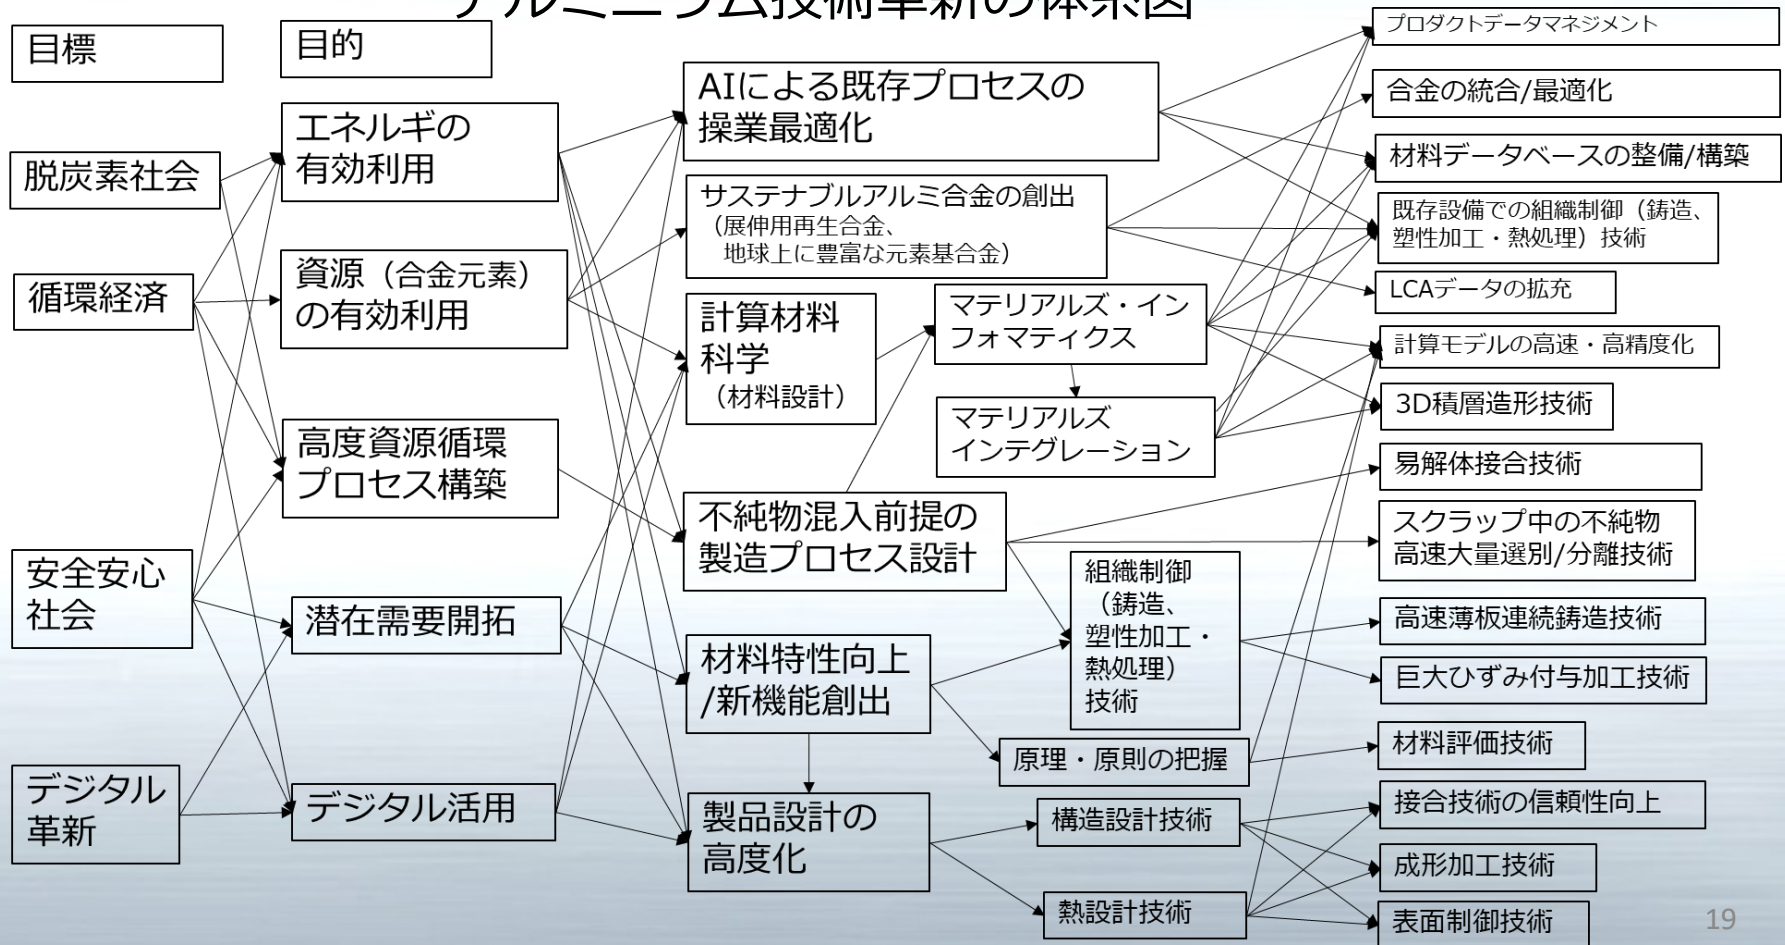 アルミニウム技術革新の体系図
目標
目的
脱炭素社会
循環経済
安全安心
社会
デジタル
革新
エネルギの
有効利用
資源（合金元素）
の有効利用
高度資源循環
プロセス構築
潜在需要開拓
デジタル活用
AIによる既存プロセスの
操業最適化
サステナブルアルミ合金の創出
（展伸用再生合金、
地球上に豊富な元素基合金）
計算材料
科学
（材料設計）
マテリアルズ・イン
フォマティクス
マテリアルズ
インテグレーション
不純物混入前提の
製造プロセス設計
材料特性向上
/新機能創出
製品設計の
高度化
組織制御
（鋳造、
塑性加工・
熱処理）
技術
原理・原則の把握
構造設計技術
熱設計技術
プロダクトデータマネジメント
合金の統合/最適化
材料データベースの整備/構築
既存設備での組織制御（鋳造、
塑性加工・熱処理）技術
LCAデータの拡充
計算モデルの高速・高精度化
3D積層造形技術
易解体接合技術
スクラップ中の不純物
高速大量選別/分離技術
高速薄板連続鋳造技術
巨大ひずみ付与加工技術
材料評価技術
接合技術の信頼性向上
成形加工技術
表面制御技術
19